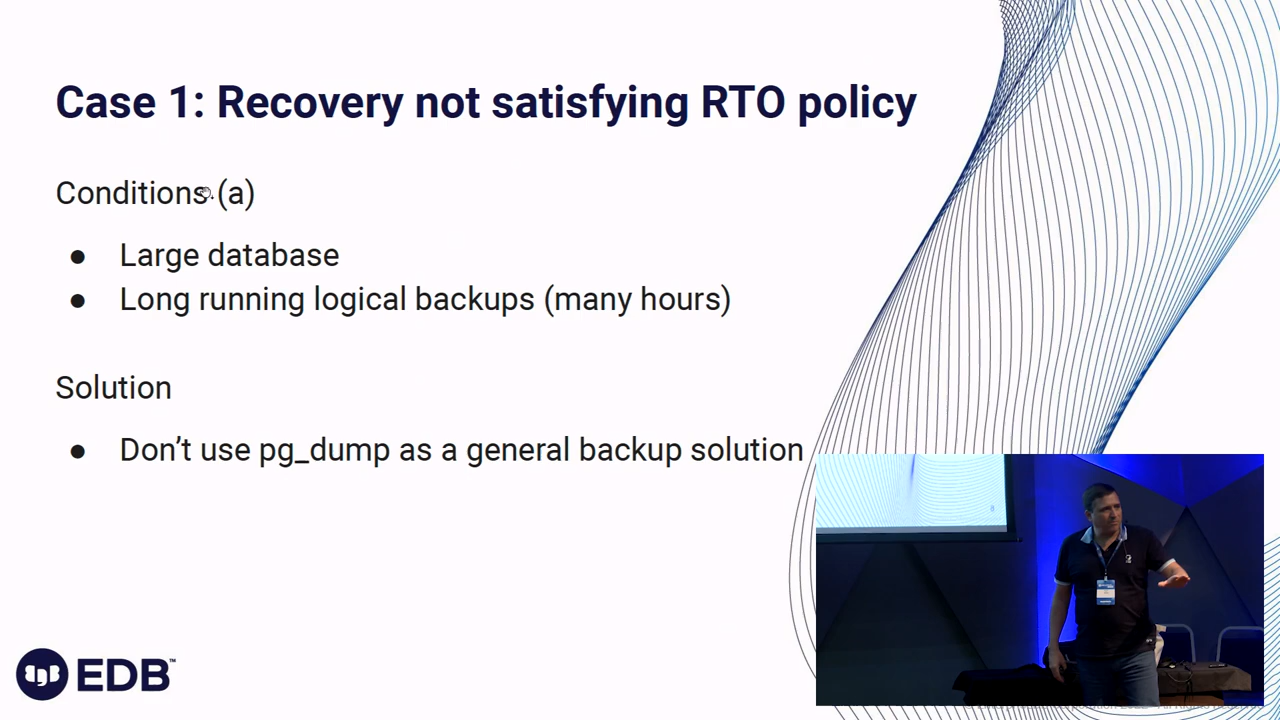 Case 1: Recovery not satisfying RTO policy
Conditions (a)
● Large database
● Long running logical backups (many hours)
Solution
● Don’t use pg_dump as a general backup solution
EDB™